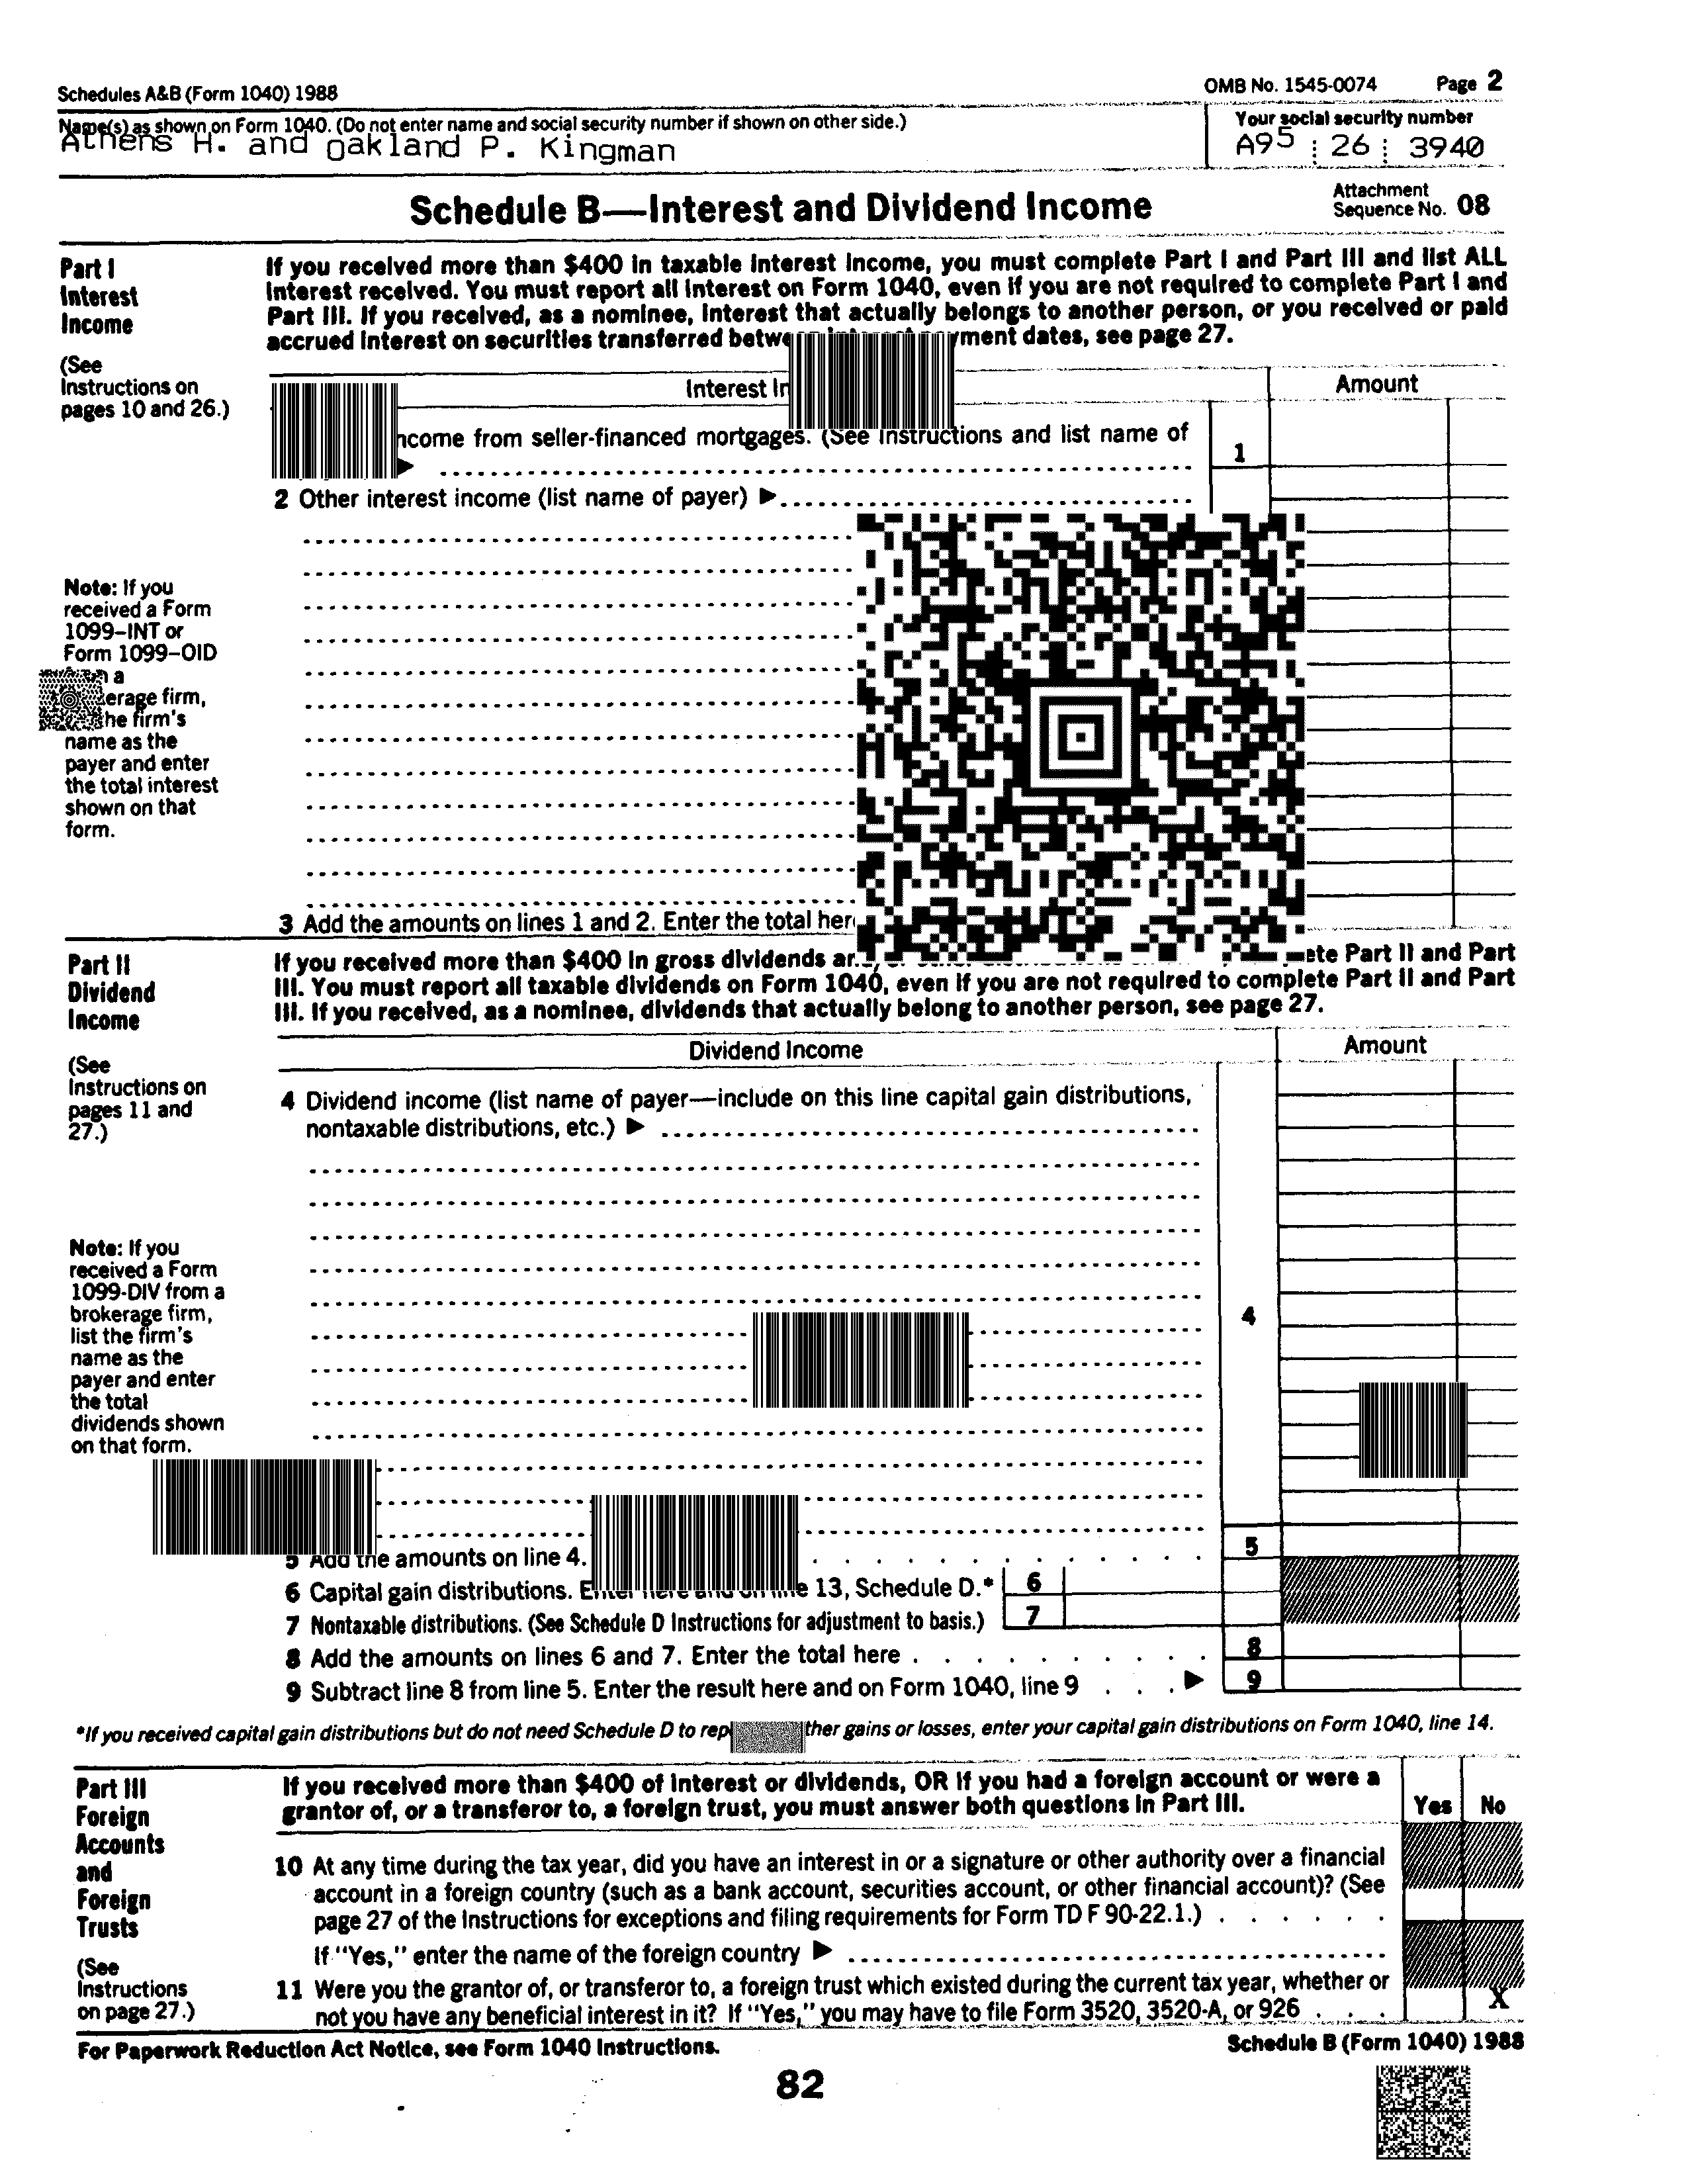 Schedules A&B (Form 1040) 1988
OMB No. 1545-0074 Page 2
Name(s) as shown on Form 1040. (Do not enter name and social security number if shown on other side.)
Your social security number
Athens H. and Oakland P. Kingman
A95 26 3940
Schedule B—Interest and Dividend Income
Attachment
Sequence No. 08
Part I
Interest
Income
(See
Instructions on
pages 10 and 26.)
If you received more than $400 in taxable interest income, you must complete Part I and Part III and list ALL
interest received. You must report all interest on Form 1040, even if you are not required to complete Part I and
Part III. If you received, as a nominee, interest that actually belongs to another person, or you received or paid
accrued interest on securities transferred dates, see page 27.
Interest
Amount
from seller-financed mortgages. (See Instructions and list name of
1
2 Other interest income (list name of payer) ▶
Note: If you
received a Form
1099–INT or
Form 1099–OID
a
firm,
firm's
name as the
payer and enter
the total interest
shown on that
form.
3 Add the amounts on lines 1 and 2. Enter the total
Part II
Dividend
Income
(See
Instructions on
pages 11 and
27.)
If you received more than $400 in gross dividends Part II and Part
III. You must report all taxable dividends on Form 1040, even if you are not required to complete Part II and Part
III. If you received, as a nominee, dividends that actually belong to another person, see page 27.
Dividend Income
Amount
4 Dividend income (list name of payer—include on this line capital gain distributions,
nontaxable distributions, etc.) ▶
4
Note: If you
received a Form
1099-DIV from a
brokerage firm,
list the firm's
name as the
payer and enter
the total
dividends shown
on that form.
5 Add the amounts on line 4. 5
6 Capital gain distributions. Enter here and on line 13, Schedule D.* 6
7 Nontaxable distributions. (See Schedule D Instructions for adjustment to basis.) 7
8 Add the amounts on lines 6 and 7. Enter the total here 8
9 Subtract line 8 from line 5. Enter the result here and on Form 1040, line 9 ▶ 9
*If you received capital gain distributions but do not need Schedule D to gains or losses, enter your capital gain distributions on Form 1040, line 14.
Part III
Foreign
Accounts
and
Foreign
Trusts
(See
Instructions
on page 27.)
If you received more than $400 of interest or dividends, OR if you had a foreign account or were a
grantor of, or a transferor to, a foreign trust, you must answer both questions in Part III.
Yes No
10 At any time during the tax year, did you have an interest in or a signature or other authority over a financial
account in a foreign country (such as a bank account, securities account, or other financial account)? (See
page 27 of the Instructions for exceptions and filing requirements for Form TD F 90-22.1.)
If "Yes," enter the name of the foreign country ▶
11 Were you the grantor of, or transferor to, a foreign trust which existed during the current tax year, whether or
not you have any beneficial interest in it? If "Yes," you may have to file Form 3520, 3520-A, or 926
X
For Paperwork Reduction Act Notice, see Form 1040 Instructions.
Schedule B (Form 1040) 1988
82